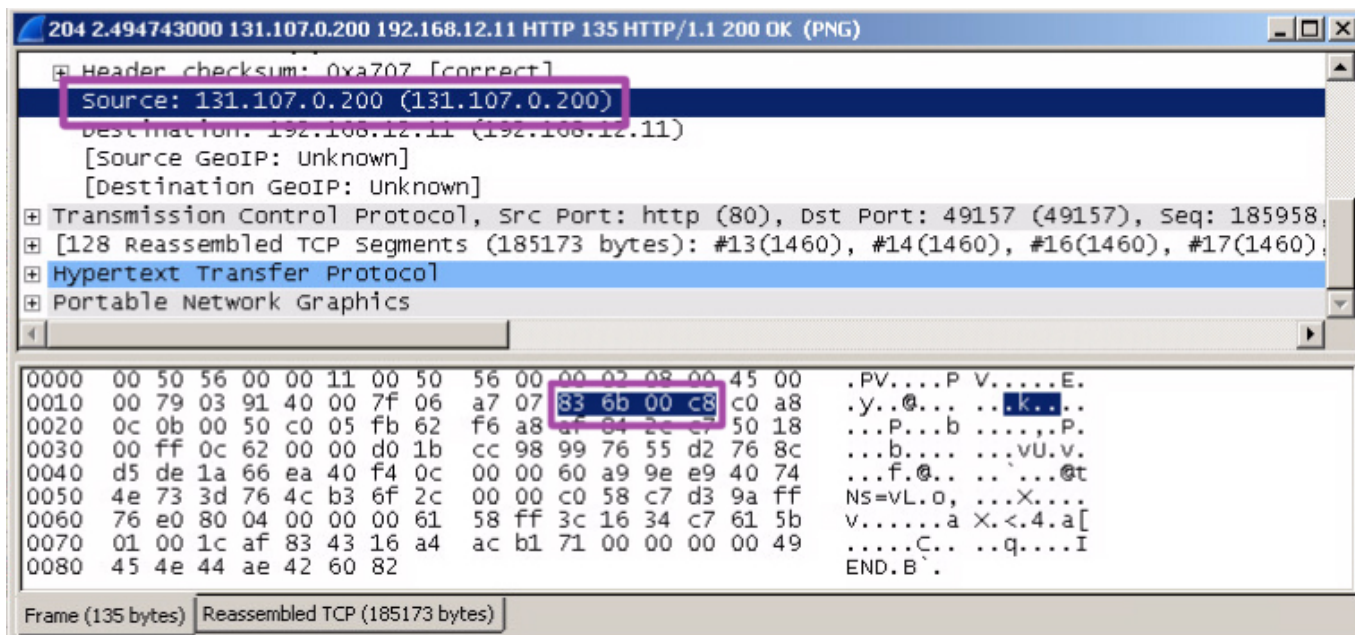 204 2.494743000 131.107.0.200 192.168.12.11 HTTP 135 HTTP/1.1 200 OK (PNG)
Header checksum: 0xa707 [correct]
Source: 131.107.0.200 (131.107.0.200)
Destination: 192.168.12.11 (192.168.12.11)
[Source GeoIP: Unknown]
[Destination GeoIP: Unknown]
Transmission Control Protocol, Src Port: http (80), Dst Port: 49157 (49157), Seq: 185958,
[128 Reassembled TCP Segments (185173 bytes): #13(1460), #14(1460), #16(1460), #17(1460),
Hypertext Transfer Protocol
Portable Network Graphics
0000 00 50 56 00 00 11 00 50 56 00 00 02 08 00 45 00 .PV....P V.....E.
0010 00 79 03 91 40 00 7f 06 a7 07 83 6b 00 c8 c0 a8 .y..@... ...k....
0020 0c 0b 00 50 c0 05 fb 62 f6 a8 af 84 2c c7 50 18 ...P...b ....,.P.
0030 00 ff 0c 62 00 00 d0 1b cc 98 99 76 55 d2 76 8c ...b.... ...vU.v.
0040 d5 de 1a 66 ea 40 f4 0c 00 00 60 a9 9e e9 40 74 ...f.@.. ..`...@t
0050 4e 73 3d 76 4c b3 6f 2c 00 00 c0 58 c7 d3 9a ff Ns=vL.o, ...X....
0060 76 e0 80 04 00 00 00 61 58 ff 3c 16 34 c7 61 5b v......a X.<.4.a[
0070 01 00 1c af 83 43 16 a4 ac b1 71 00 00 00 00 49 .....C.. ..q....I
0080 45 4e 44 ae 42 60 82 END.B`.
Frame (135 bytes) Reassembled TCP (185173 bytes)